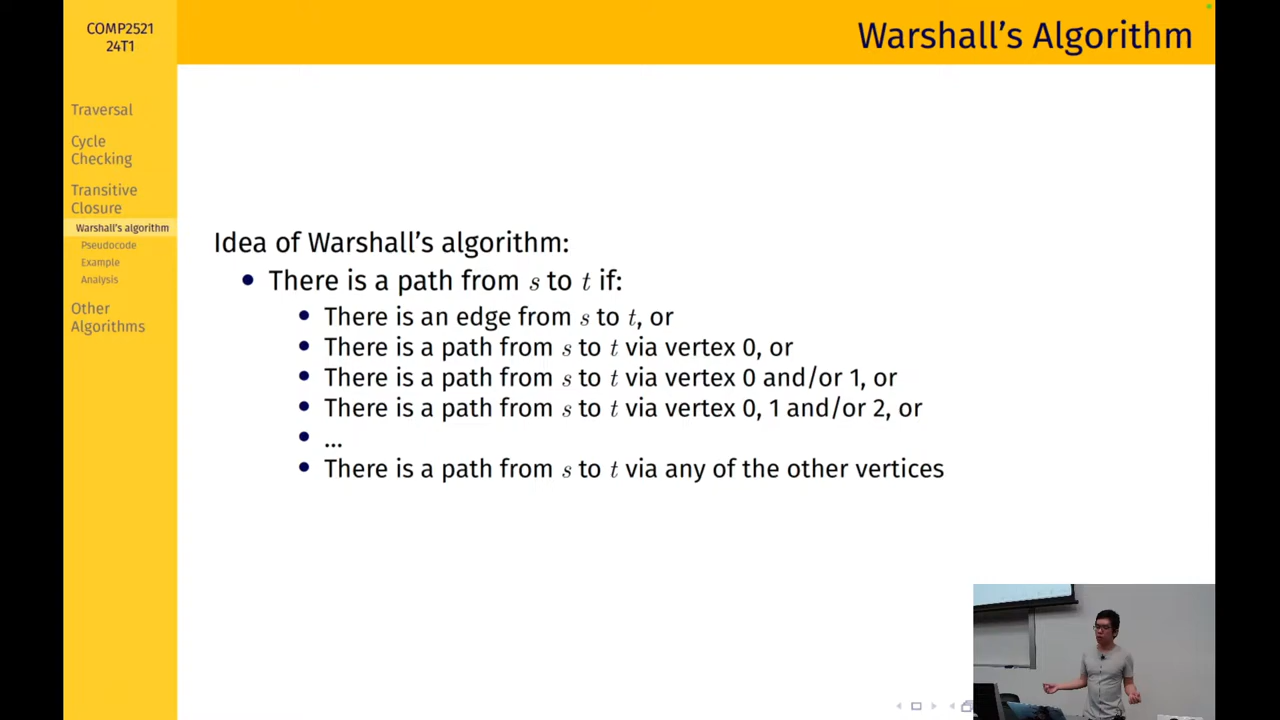 COMP2521
24T1
Warshall's Algorithm
Traversal
Cycle
Checking
Transitive
Closure
Warshall's algorithm
Pseudocode
Example
Analysis
Other
Algorithms
Idea of Warshall's algorithm:
• There is a path from s to t if:
• There is an edge from s to t, or
• There is a path from s to t via vertex 0, or
• There is a path from s to t via vertex 0 and/or 1, or
• There is a path from s to t via vertex 0, 1 and/or 2, or
• ...
• There is a path from s to t via any of the other vertices